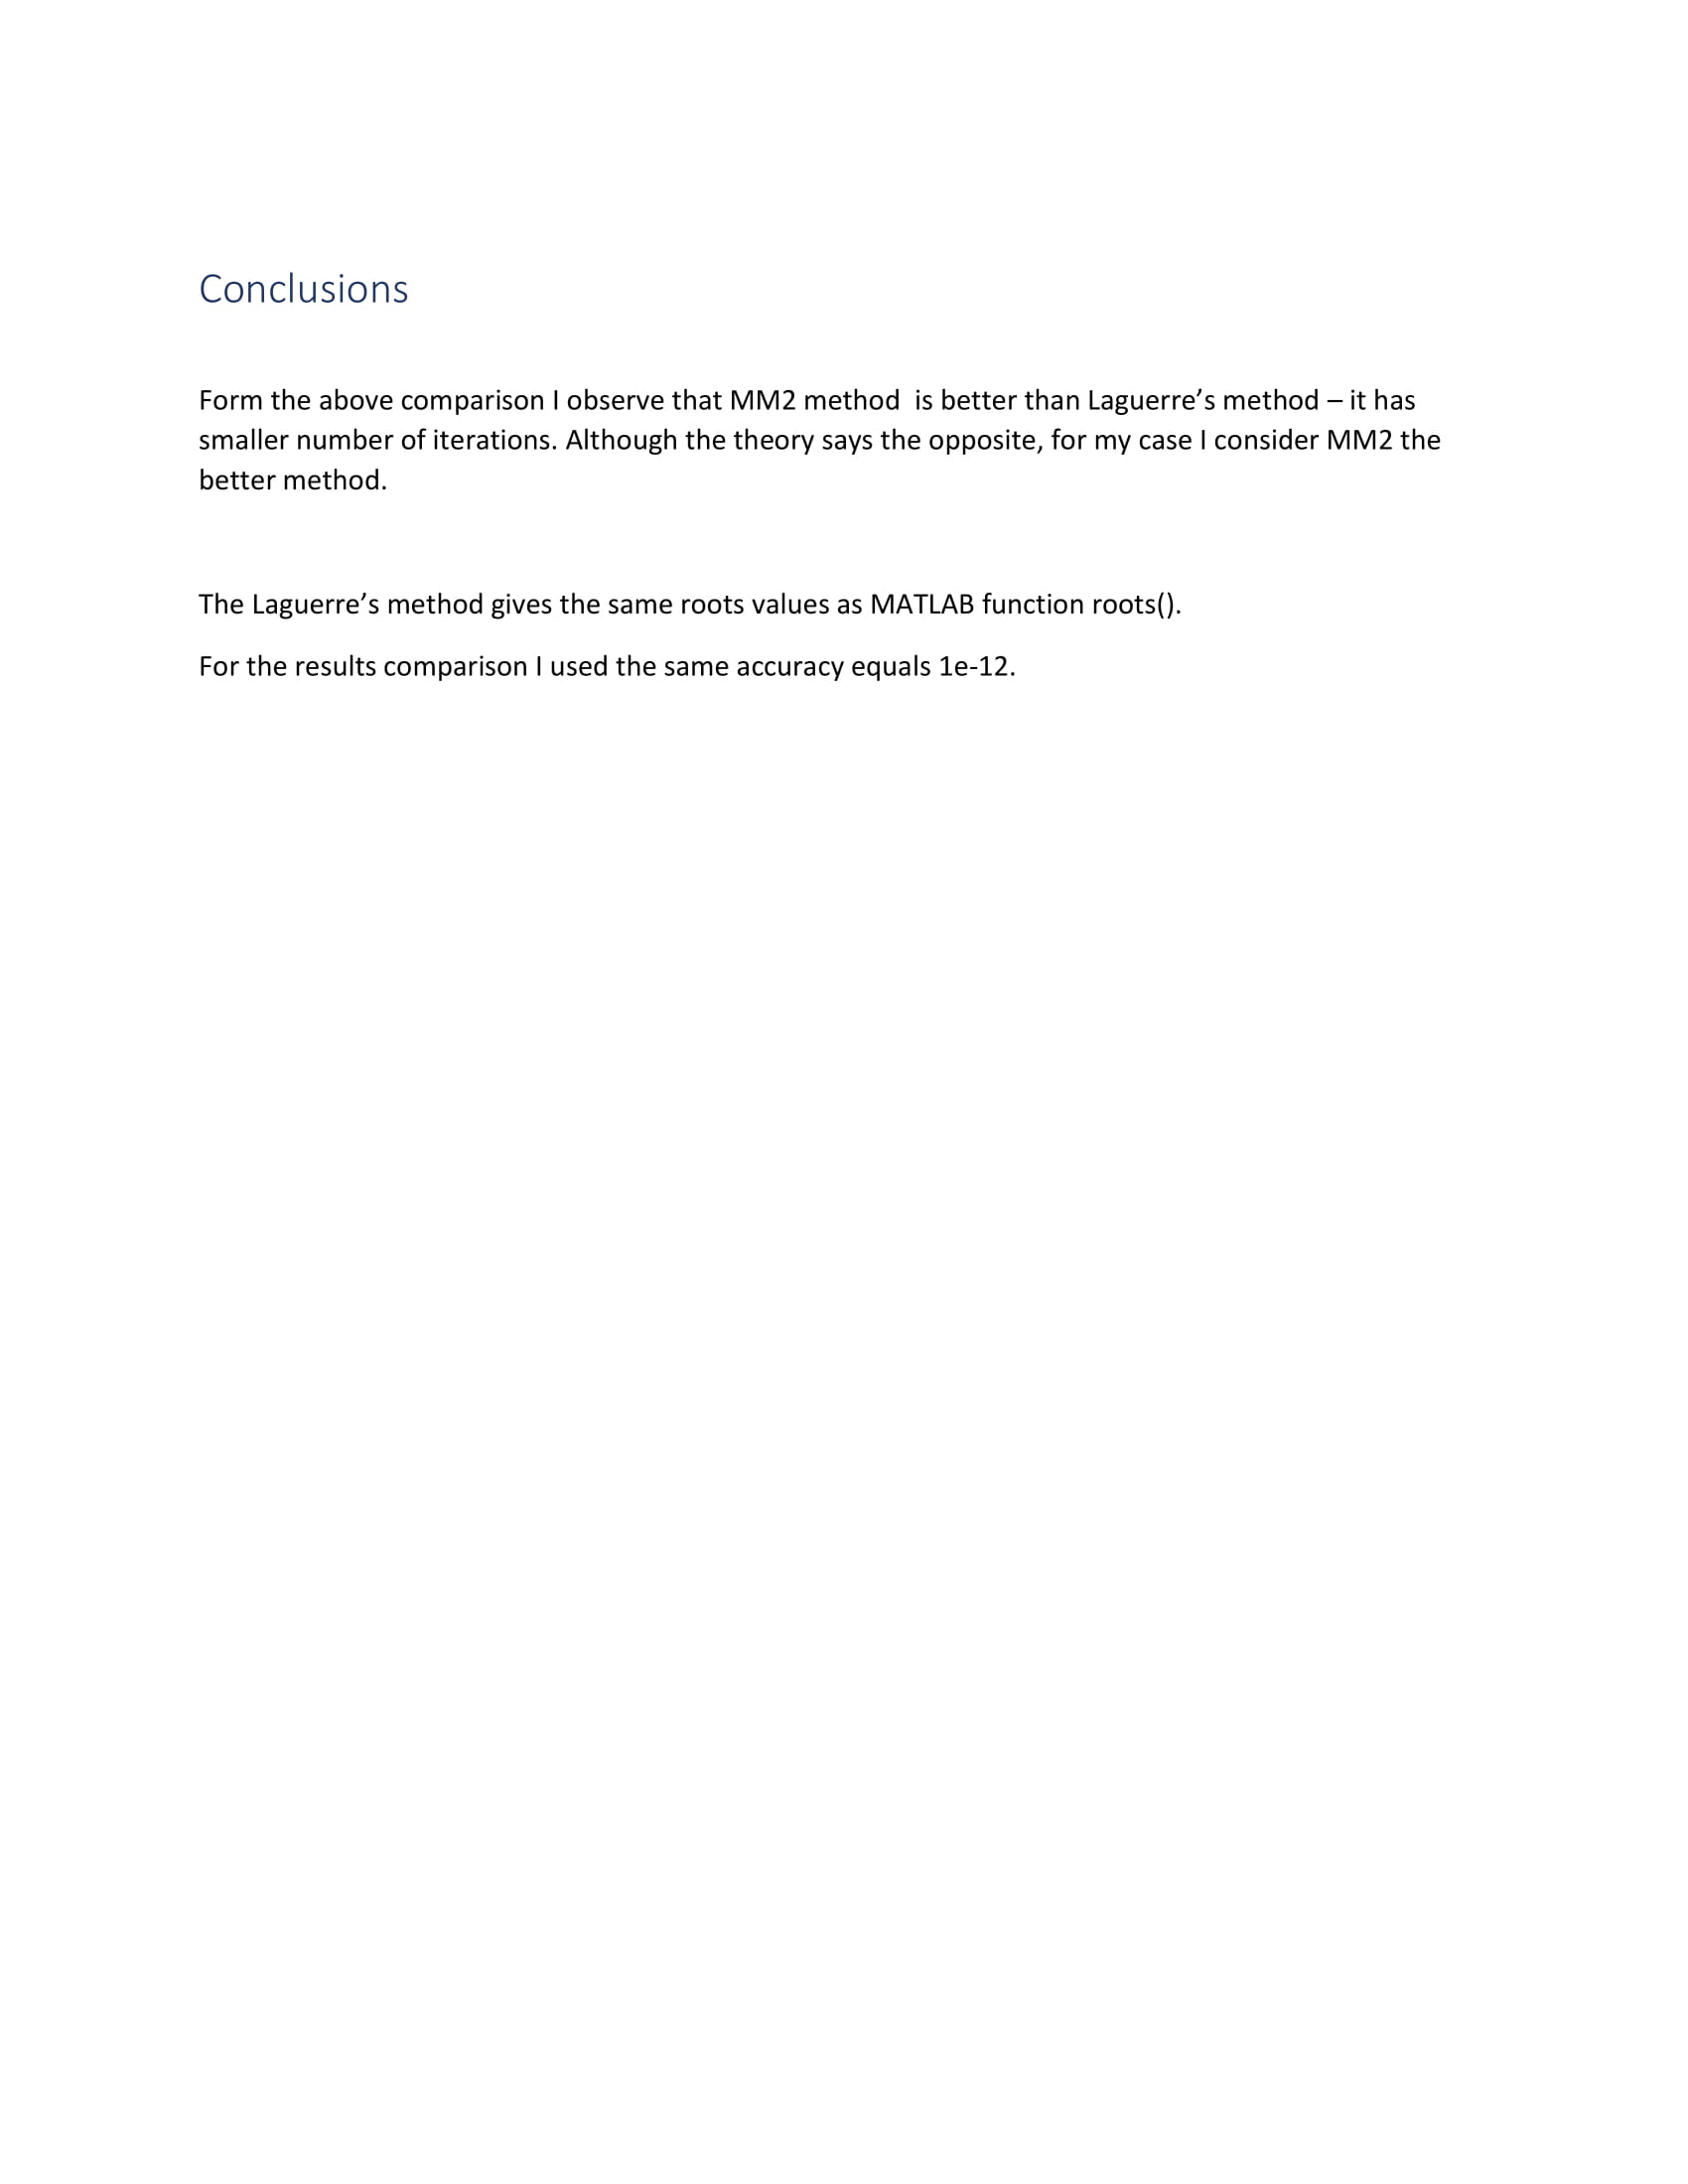 Conclusions
Form the above comparison I observe that MM2 method  is better than Laguerre’s method – it has
smaller number of iterations. Although the theory says the opposite, for my case I consider MM2 the
better method.
The Laguerre’s method gives the same roots values as MATLAB function roots().
For the results comparison I used the same accuracy equals 1e-12.